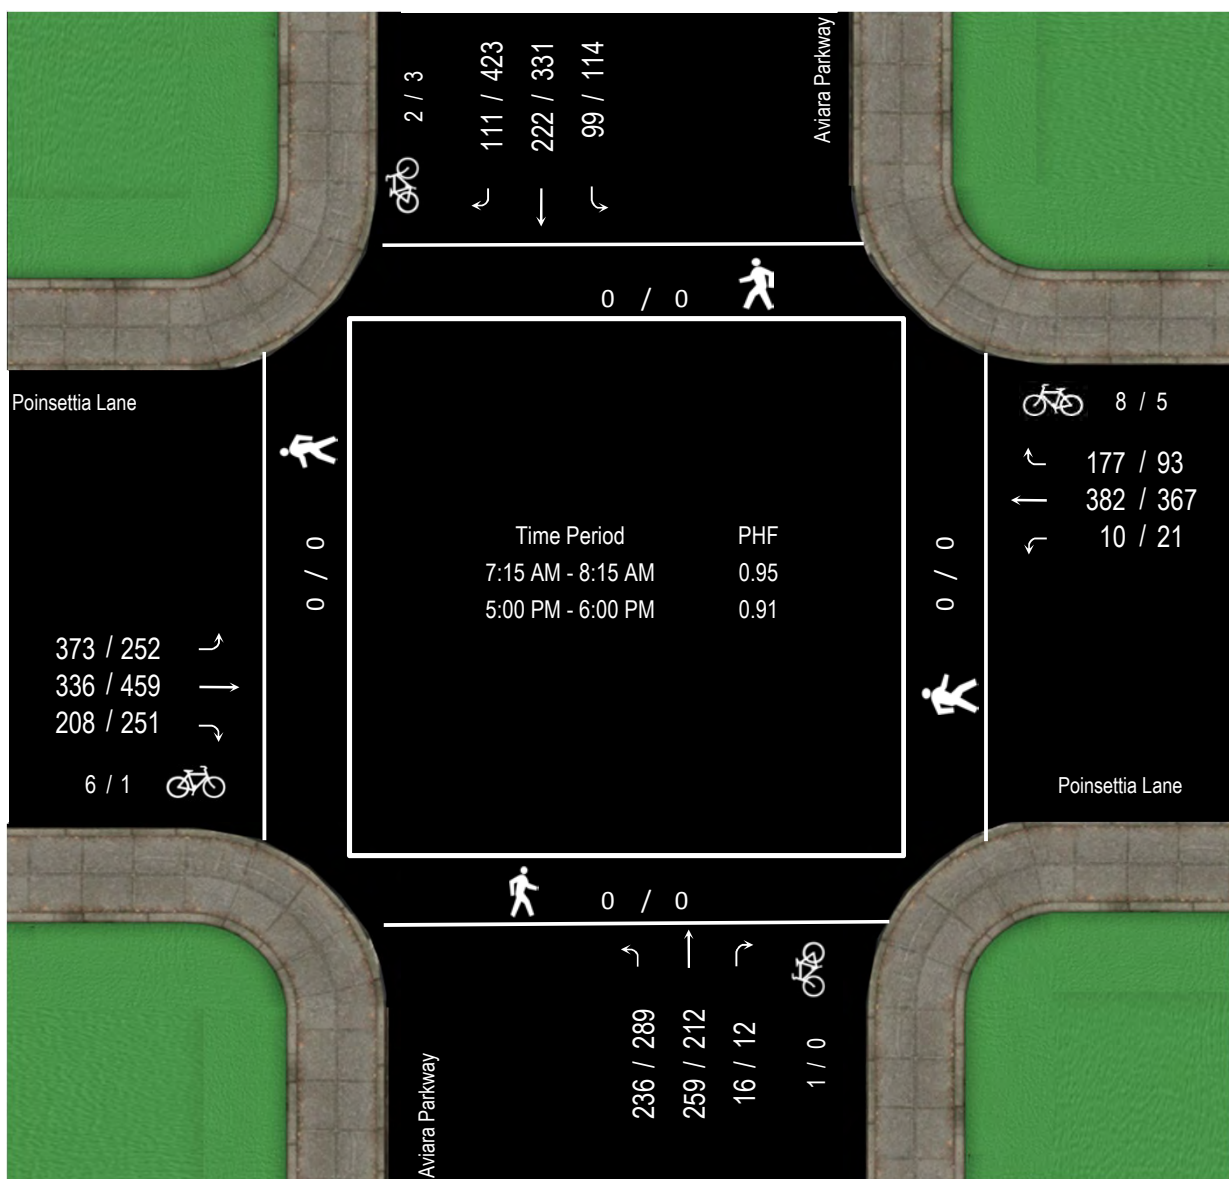 2 / 3
111 / 423
222 / 331
99 / 114
Aviara Parkway
0 / 0
Poinsettia Lane
8 / 5
177 / 93
382 / 367
10 / 21
0 / 0
Time Period PHF
7:15 AM - 8:15 AM 0.95
5:00 PM - 6:00 PM 0.91
0 / 0
373 / 252
336 / 459
208 / 251
6 / 1
Poinsettia Lane
0 / 0
Aviara Parkway
236 / 289
259 / 212
16 / 12
1 / 0